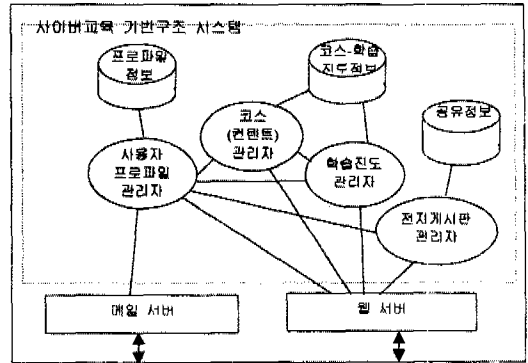 사이버교육 기반구조 시스템
프로파일
정보
코스-학습
진도정보
공유정보
코스
(컨텐트)
관리자
사용자
프로파일
관리자
학습진도
관리자
전자게시판
관리자
메일 서버
웹 서버